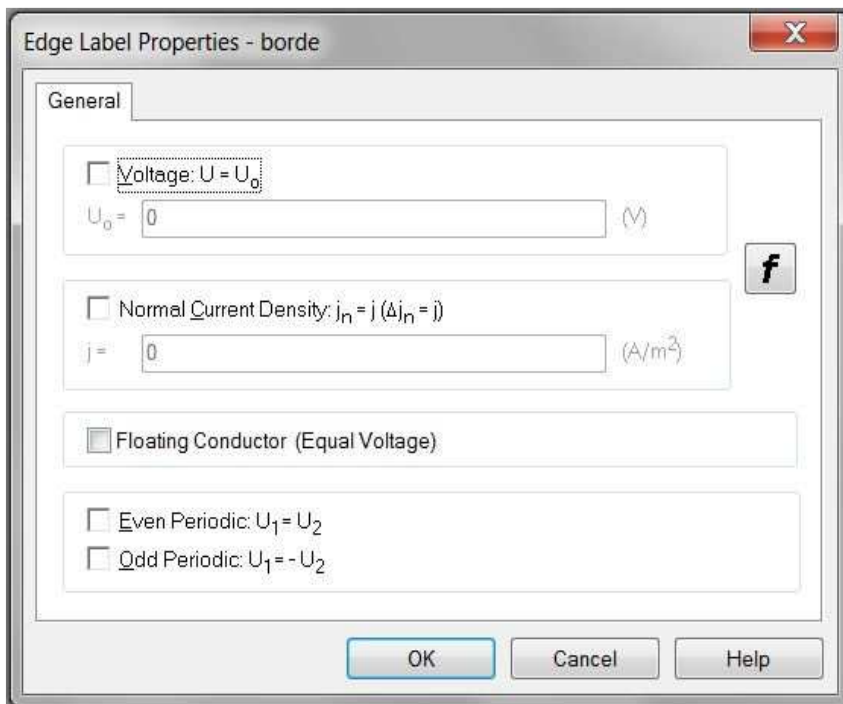 Edge Label Properties - borde
X
General
Voltage: U = Uₒ
Uₒ = 0 (V)
f
Normal Current Density: jₙ = j (Δjₙ = j)
j = 0 (A/m²)
Floating Conductor (Equal Voltage)
Even Periodic: U₁ = U₂
Odd Periodic: U₁ = - U₂
OK Cancel Help